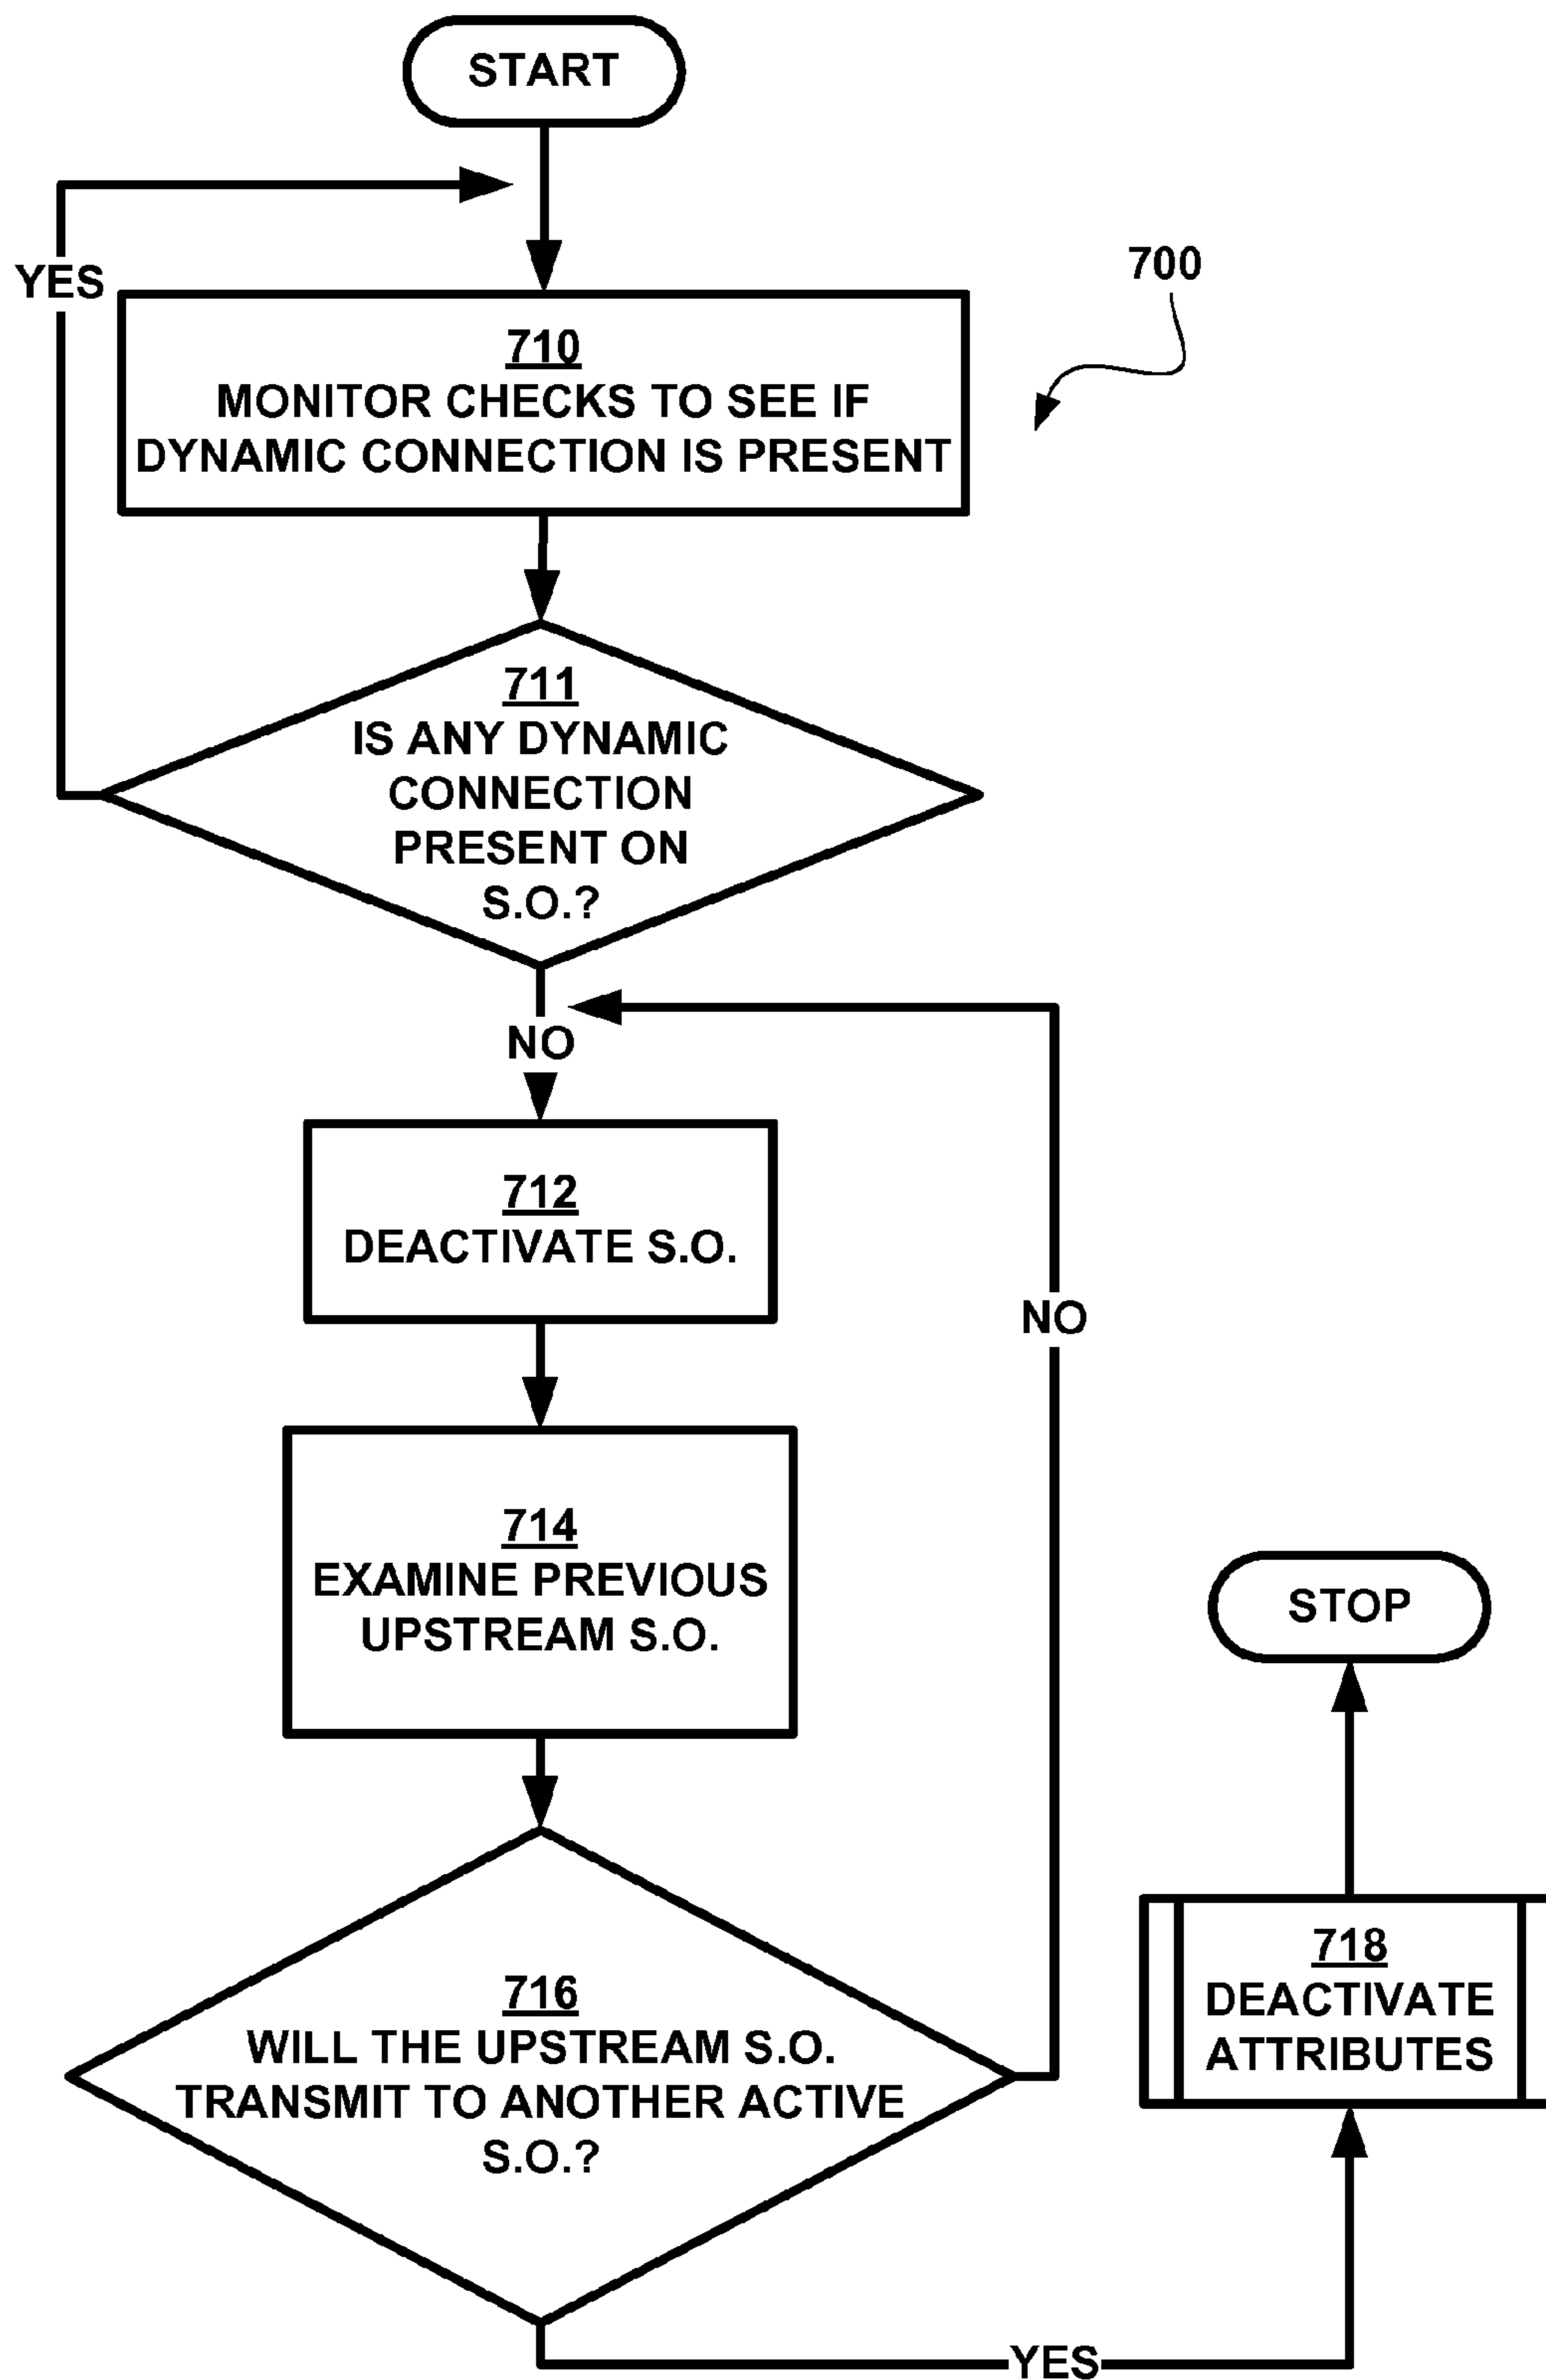 START
YES
700
710
MONITOR CHECKS TO SEE IF
DYNAMIC CONNECTION IS PRESENT
711
IS ANY DYNAMIC
CONNECTION
PRESENT ON
S.O.?
NO
712
DEACTIVATE S.O.
NO
714
EXAMINE PREVIOUS
UPSTREAM S.O.
STOP
716
WILL THE UPSTREAM S.O.
TRANSMIT TO ANOTHER ACTIVE
S.O.?
718
DEACTIVATE
ATTRIBUTES
YES